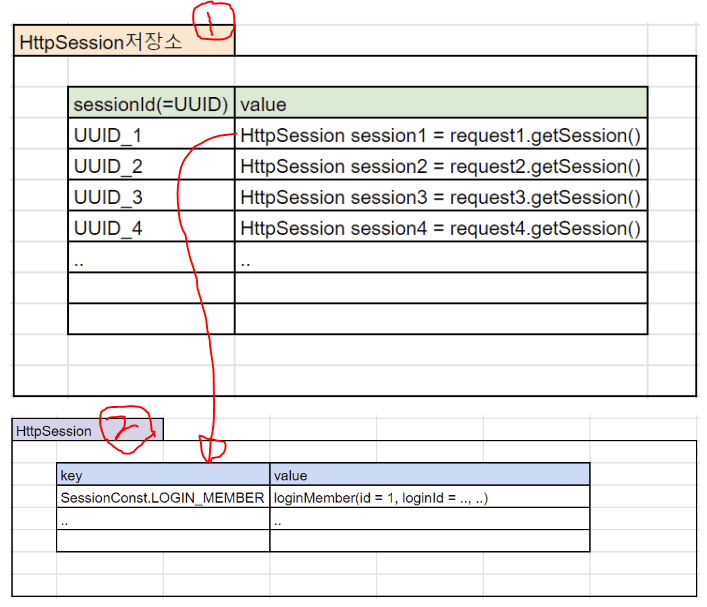 1
HttpSession저장소
sessionId(=UUID) value
UUID_1 HttpSession session1 = request1.getSession()
UUID_2 HttpSession session2 = request2.getSession()
UUID_3 HttpSession session3 = request3.getSession()
UUID_4 HttpSession session4 = request4.getSession()
.. ..
HttpSession 2
key value
SessionConst.LOGIN_MEMBER loginMember(id = 1, loginId = .., ..)
.. ..